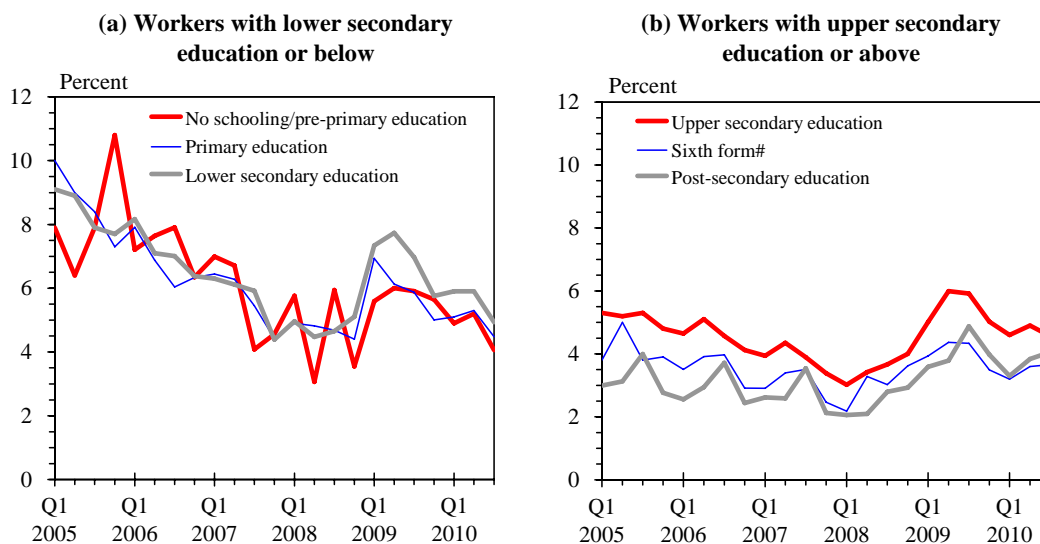 (a) Workers with lower secondary
education or below
Percent
12
10
8
6
4
2
0
No schooling/pre-primary education
Primary education
Lower secondary education
Q1 Q1 Q1 Q1 Q1 Q1
2005 2006 2007 2008 2009 2010
(b) Workers with upper secondary
education or above
Percent
12
10
8
6
4
2
0
Upper secondary education
Sixth form#
Post-secondary education
Q1 Q1 Q1 Q1 Q1 Q1
2005 2006 2007 2008 2009 2010